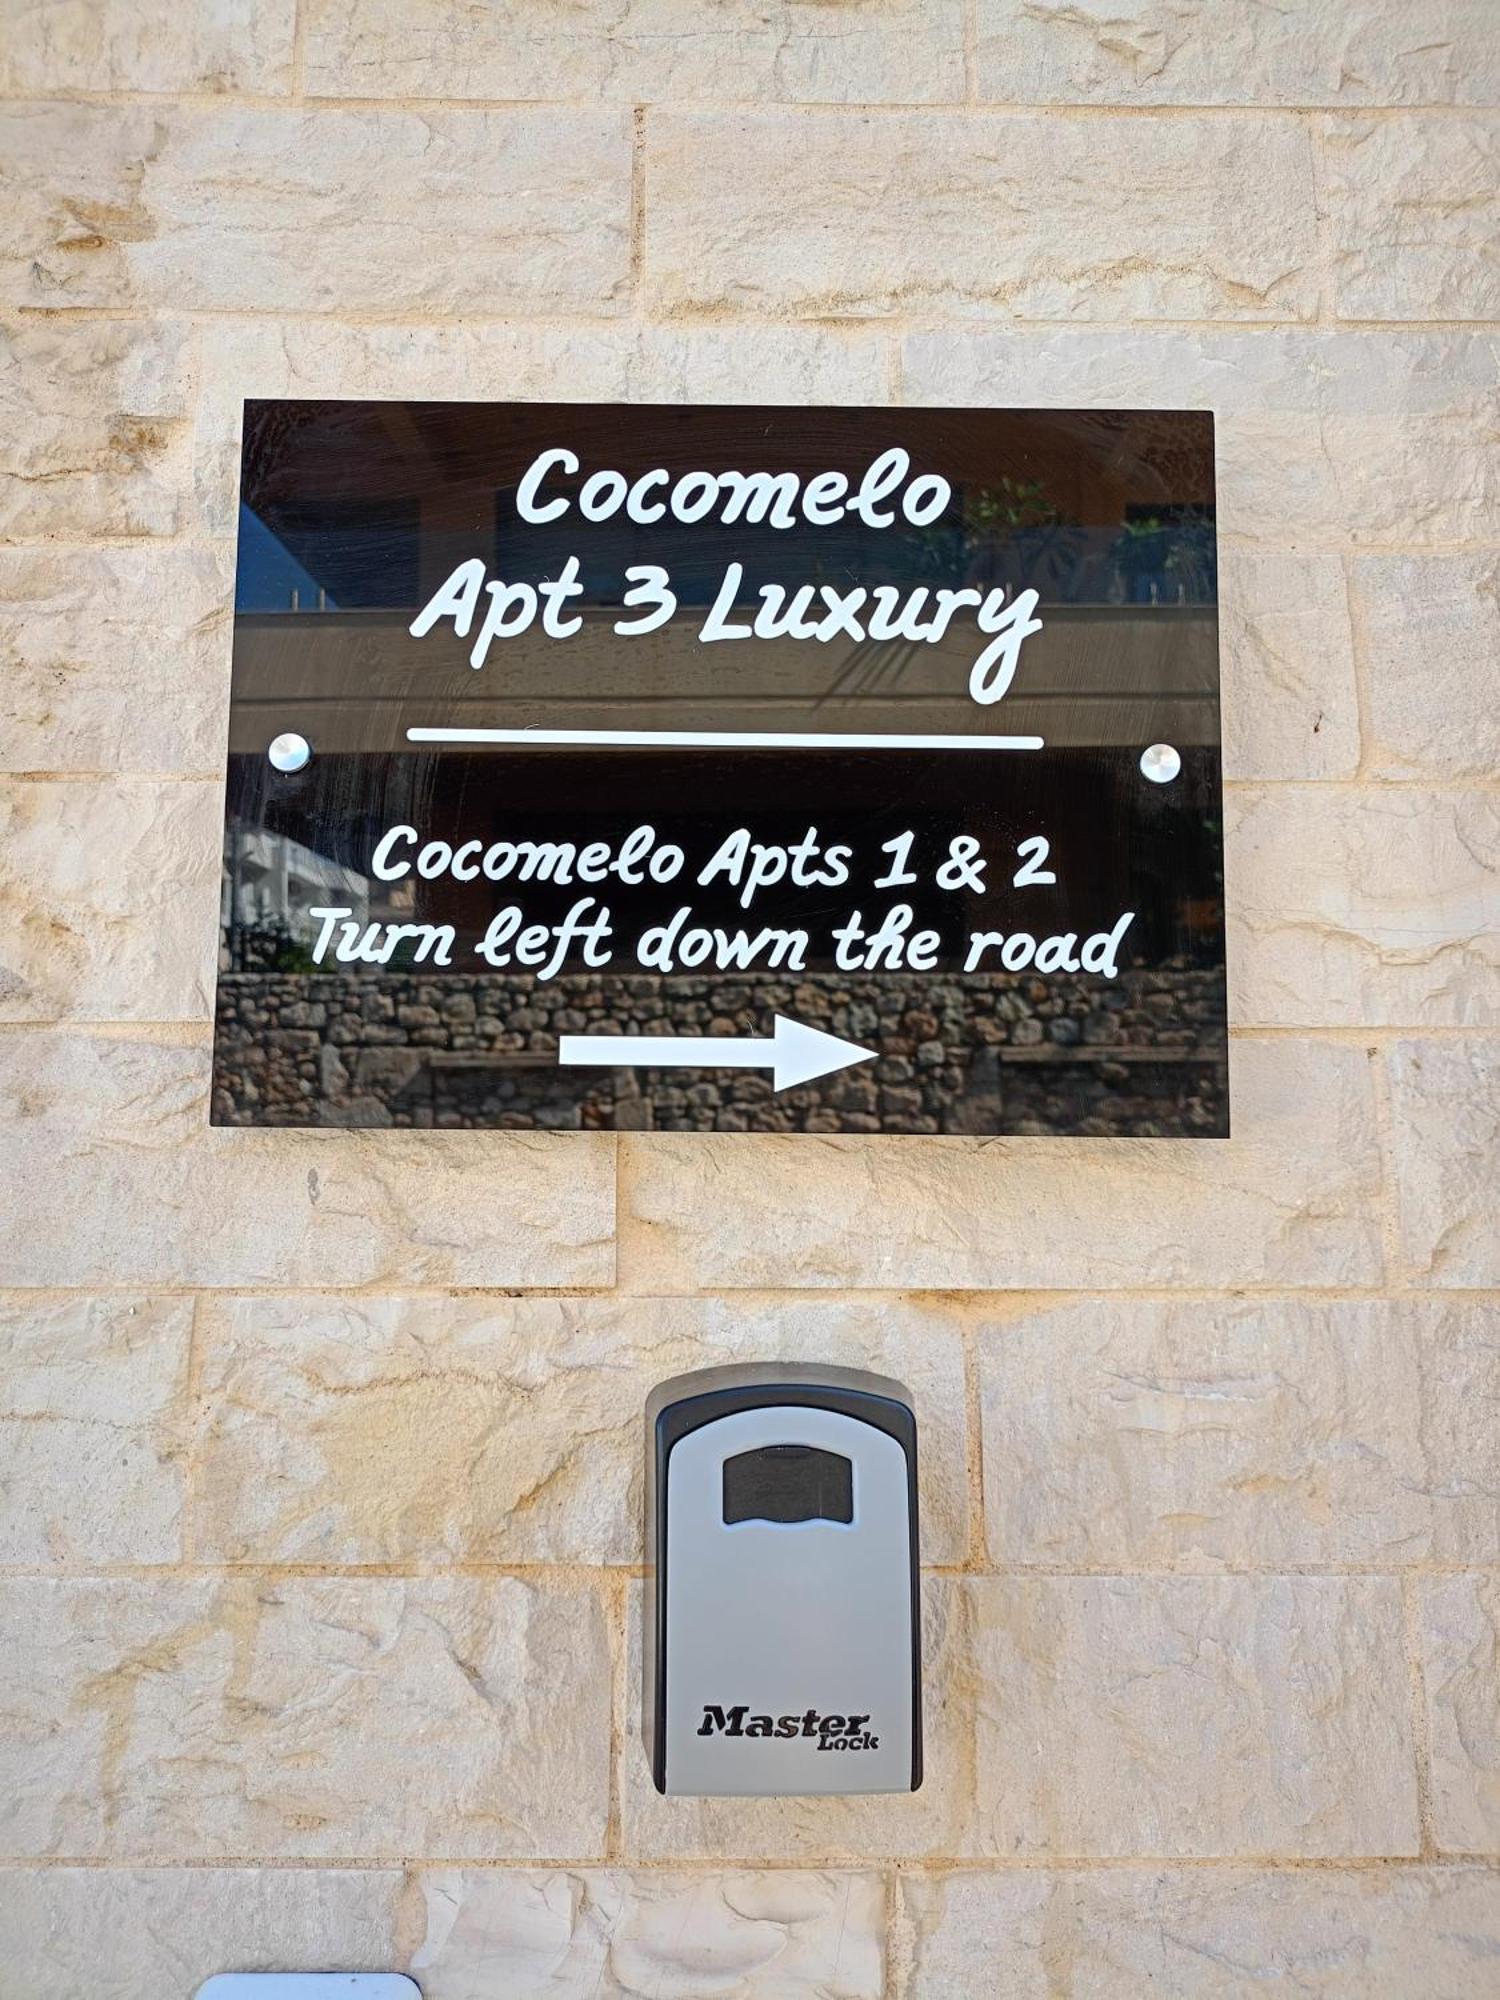 Cocomelo
Apt 3 Luxury
Cocomelo Apts 1 & 2
Turn left down the road
Master
Lock